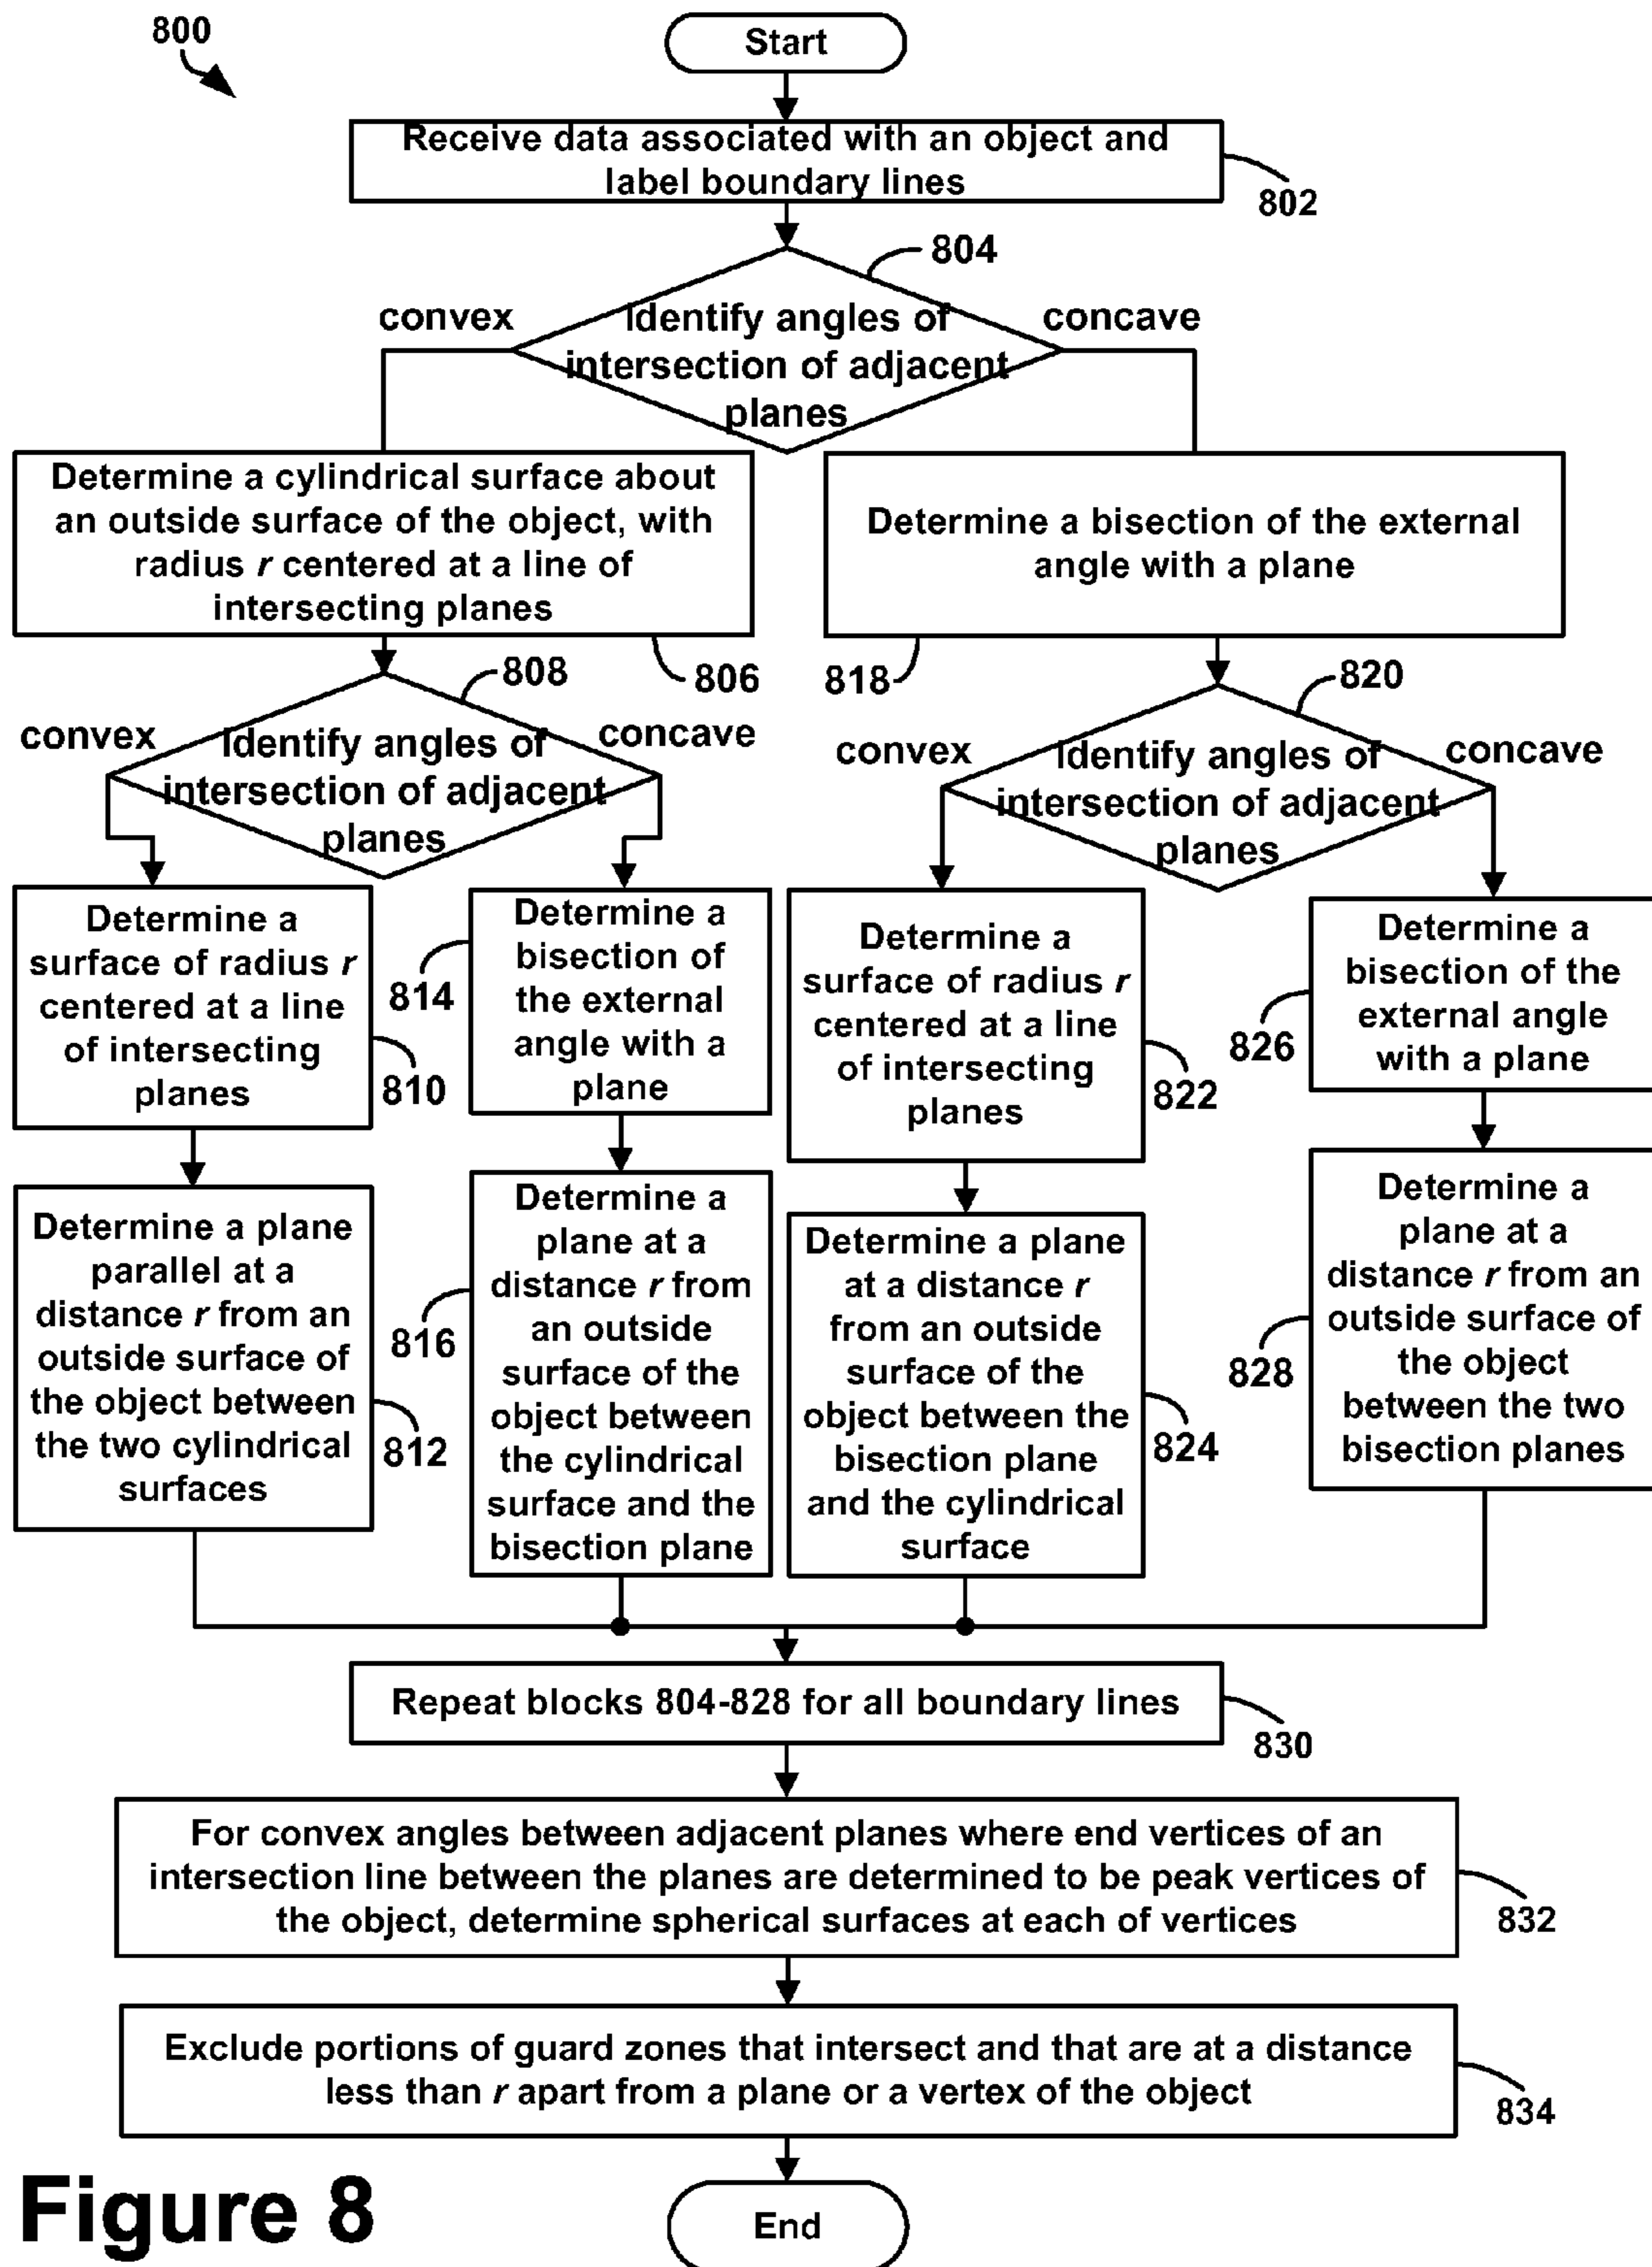 800
Start
Receive data associated with an object and
label boundary lines
802
804
convex
concave
Identify angles of
intersection of adjacent
planes
Determine a cylindrical surface about
an outside surface of the object, with
radius r centered at a line of
intersecting planes
806
Determine a bisection of the external
angle with a plane
818
808
convex
concave
Identify angles of
intersection of adjacent
planes
820
convex
concave
Identify angles of
intersection of adjacent
planes
Determine a
surface of radius r
centered at a line
of intersecting
planes
810
Determine a
bisection of
the external
angle with a
plane
814
Determine a
surface of radius r
centered at a line
of intersecting
planes
822
Determine a
bisection of the
external angle
with a plane
826
Determine a plane
parallel at a
distance r from an
outside surface of
the object between
the two cylindrical
surfaces
812
Determine a
plane at a
distance r from
an outside
surface of the
object between
the cylindrical
surface and the
bisection plane
816
Determine a plane
at a distance r
from an outside
surface of the
object between the
bisection plane
and the cylindrical
surface
824
Determine a
plane at a
distance r from an
outside surface of
the object
between the two
bisection planes
828
Repeat blocks 804-828 for all boundary lines
830
For convex angles between adjacent planes where end vertices of an
intersection line between the planes are determined to be peak vertices of
the object, determine spherical surfaces at each of vertices
832
Exclude portions of guard zones that intersect and that are at a distance
less than r apart from a plane or a vertex of the object
834
End
Figure 8